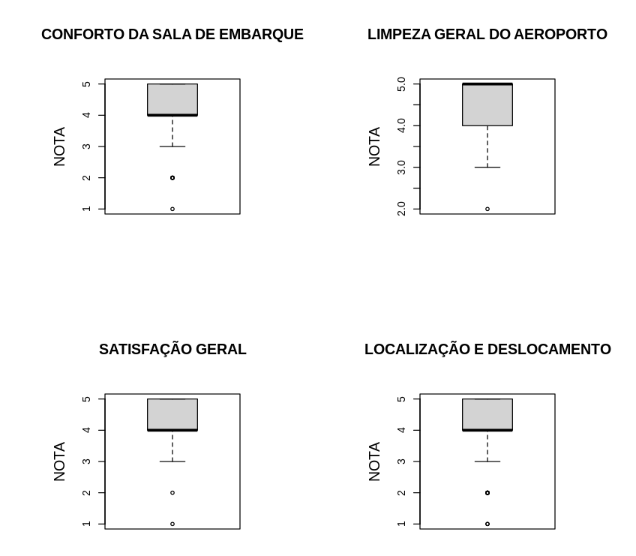 CONFORTO DA SALA DE EMBARQUE
NOTA
5
4
3
2
1
LIMPEZA GERAL DO AEROPORTO
NOTA
5.0
4.0
3.0
2.0
SATISFAÇÃO GERAL
NOTA
5
4
3
2
1
LOCALIZAÇÃO E DESLOCAMENTO
NOTA
5
4
3
2
1